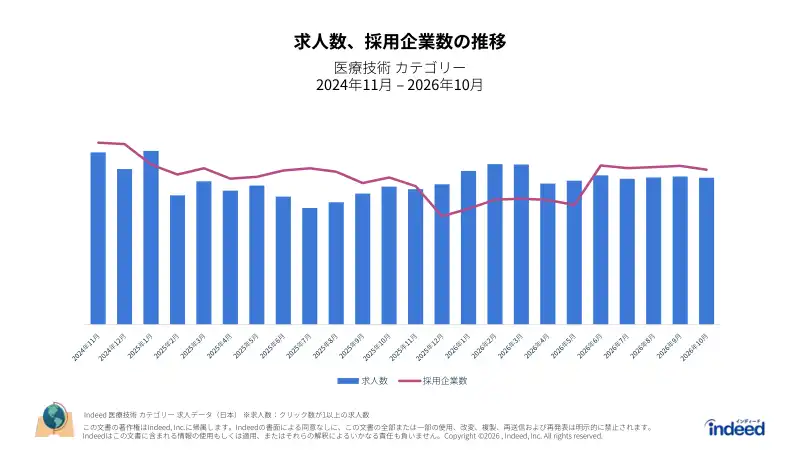 求人数、採用企業数の推移
医療技術 カテゴリー
2024年11月 – 2026年10月
2024年11月
2024年12月
2025年1月
2025年2月
2025年3月
2025年4月
2025年5月
2025年6月
2025年7月
2025年8月
2025年9月
2025年10月
2025年11月
2025年12月
2026年1月
2026年2月
2026年3月
2026年4月
2026年5月
2026年6月
2026年7月
2026年8月
2026年9月
2026年10月
求人数 採用企業数
Indeed 医療技術 カテゴリー 求人データ（日本） ※求人数：クリック数が1以上の求人数
この文書の著作権はIndeed, Inc.に帰属します。Indeedの書面による同意なしに、この文書の全部または一部の使用、改変、複製、再送信および再発表は明示的に禁止されます。
Indeedはこの文書に含まれる情報の使用もしくは適用、またはそれらの解釈によるいかなる責任も負いません。Copyright ©2026 , Indeed, Inc. All rights reserved.
インディード
indeed